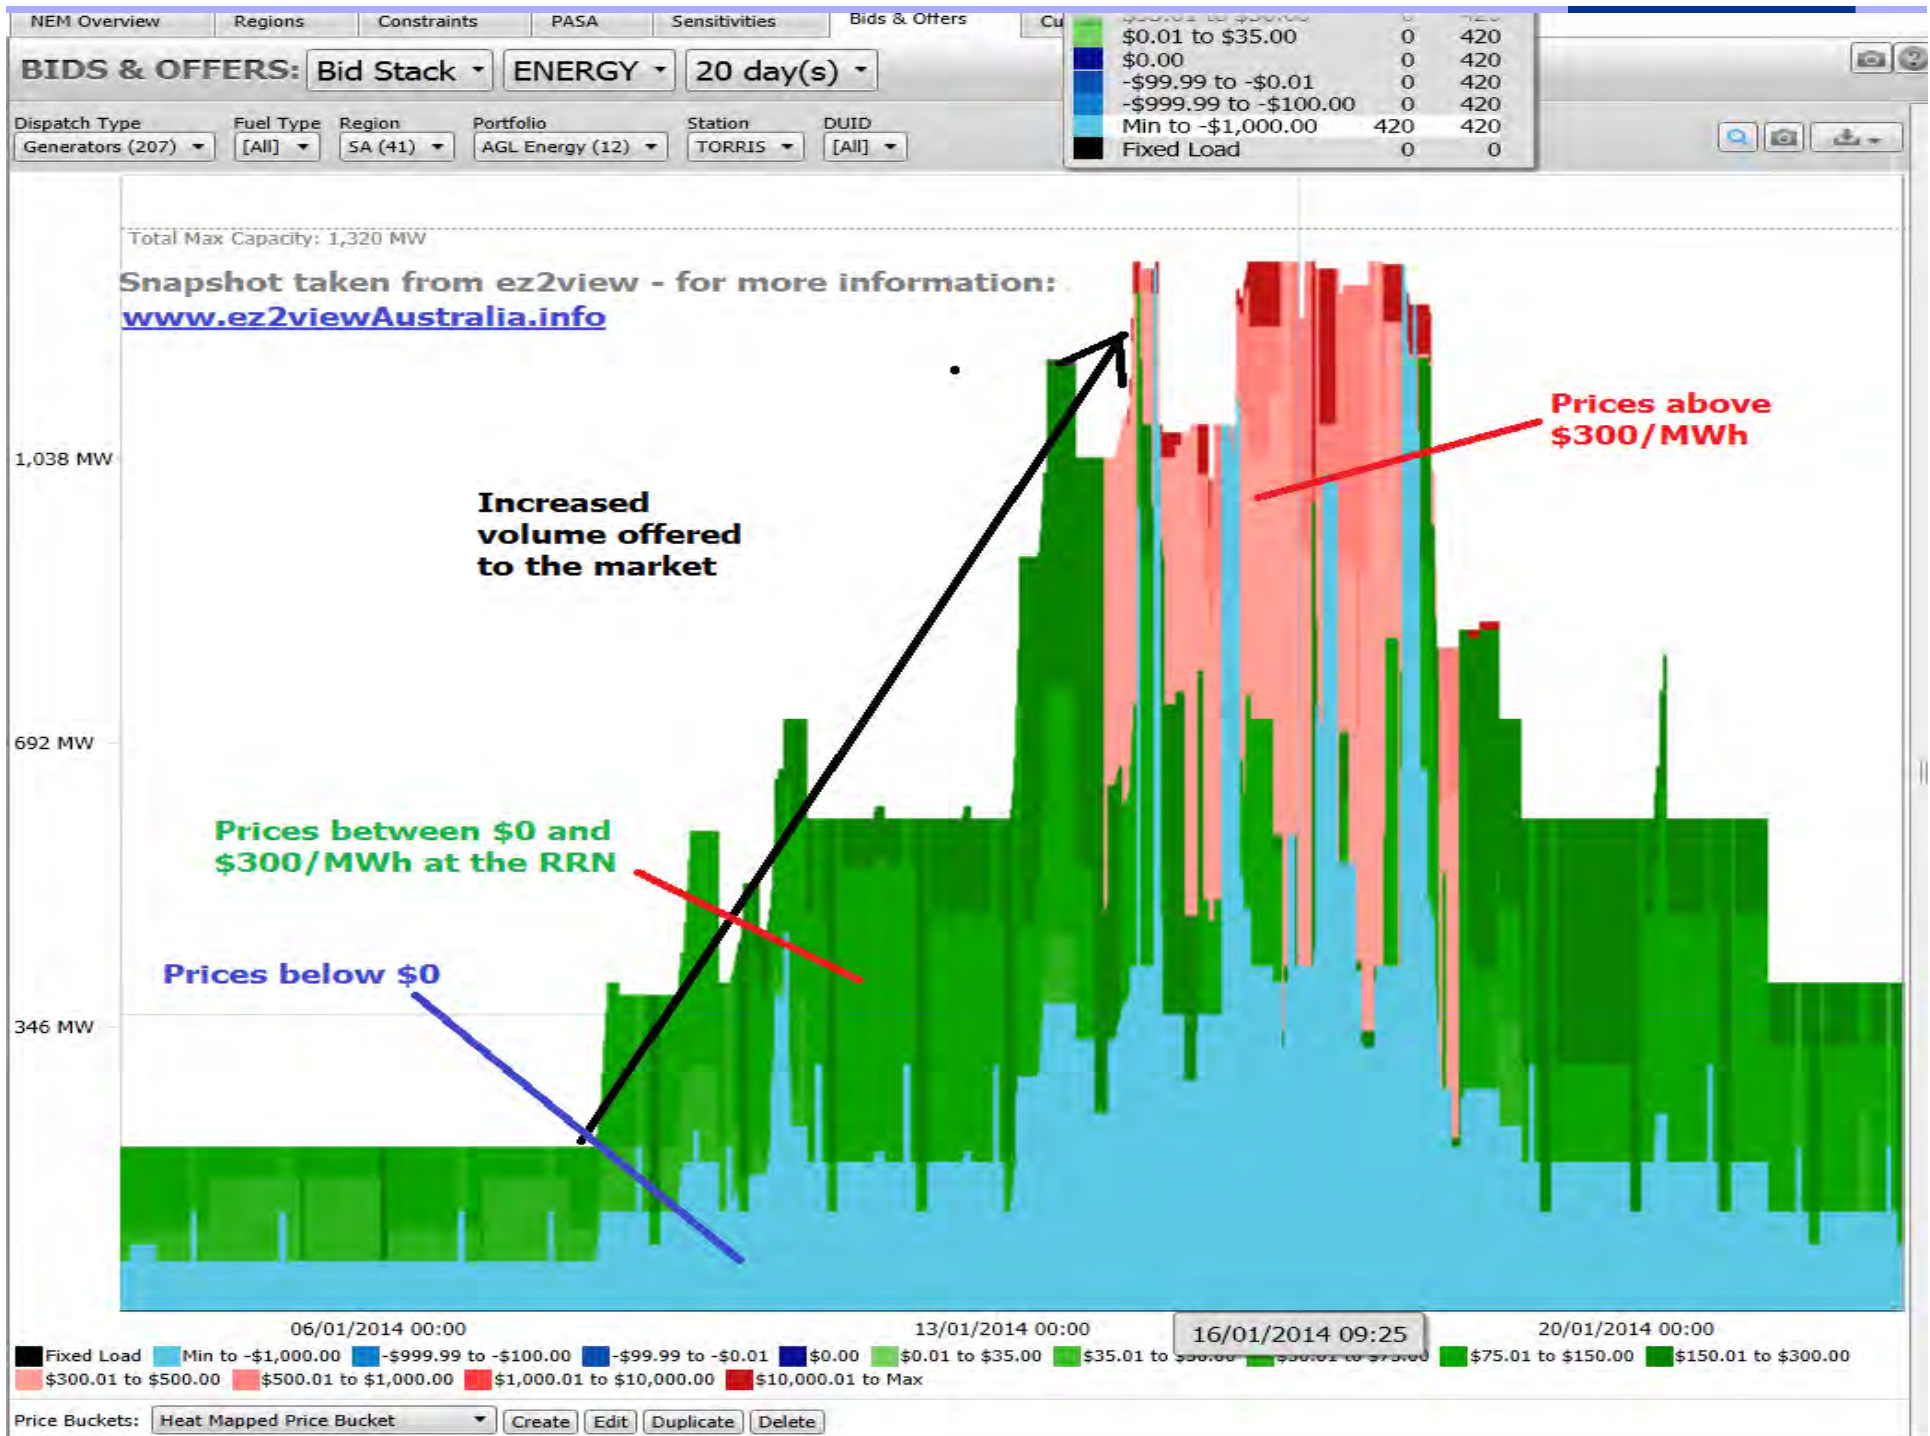 NEM Overview Regions Constraints PASA Sensitivities Bids & Offers Cu
BIDS & OFFERS: Bid Stack ENERGY 20 day(s)
$0.01 to $35.00 0 420
$0.00 0 420
-$99.99 to -$0.01 0 420
-$999.99 to -$100.00 0 420
Min to -$1,000.00 420 420
Fixed Load 0 0
Dispatch Type Fuel Type Region Portfolio Station DUID
Generators (207) [All] SA (41) AGL Energy (12) TORRIS [All]
Total Max Capacity: 1,320 MW
Snapshot taken from ez2view - for more information:
www.ez2viewAustralia.info
Prices above
$300/MWh
1,038 MW
Increased
volume offered
to the market
692 MW
Prices between $0 and
$300/MWh at the RRN
Prices below $0
346 MW
06/01/2014 00:00 13/01/2014 00:00 16/01/2014 09:25 20/01/2014 00:00
Fixed Load Min to -$1,000.00 -$999.99 to -$100.00 -$99.99 to -$0.01 $0.00 $0.01 to $35.00 $35.01 to $75.01 to $150.00 $150.01 to $300.00
$300.01 to $500.00 $500.01 to $1,000.00 $1,000.01 to $10,000.00 $10,000.01 to Max
Price Buckets: Heat Mapped Price Bucket Create Edit Duplicate Delete